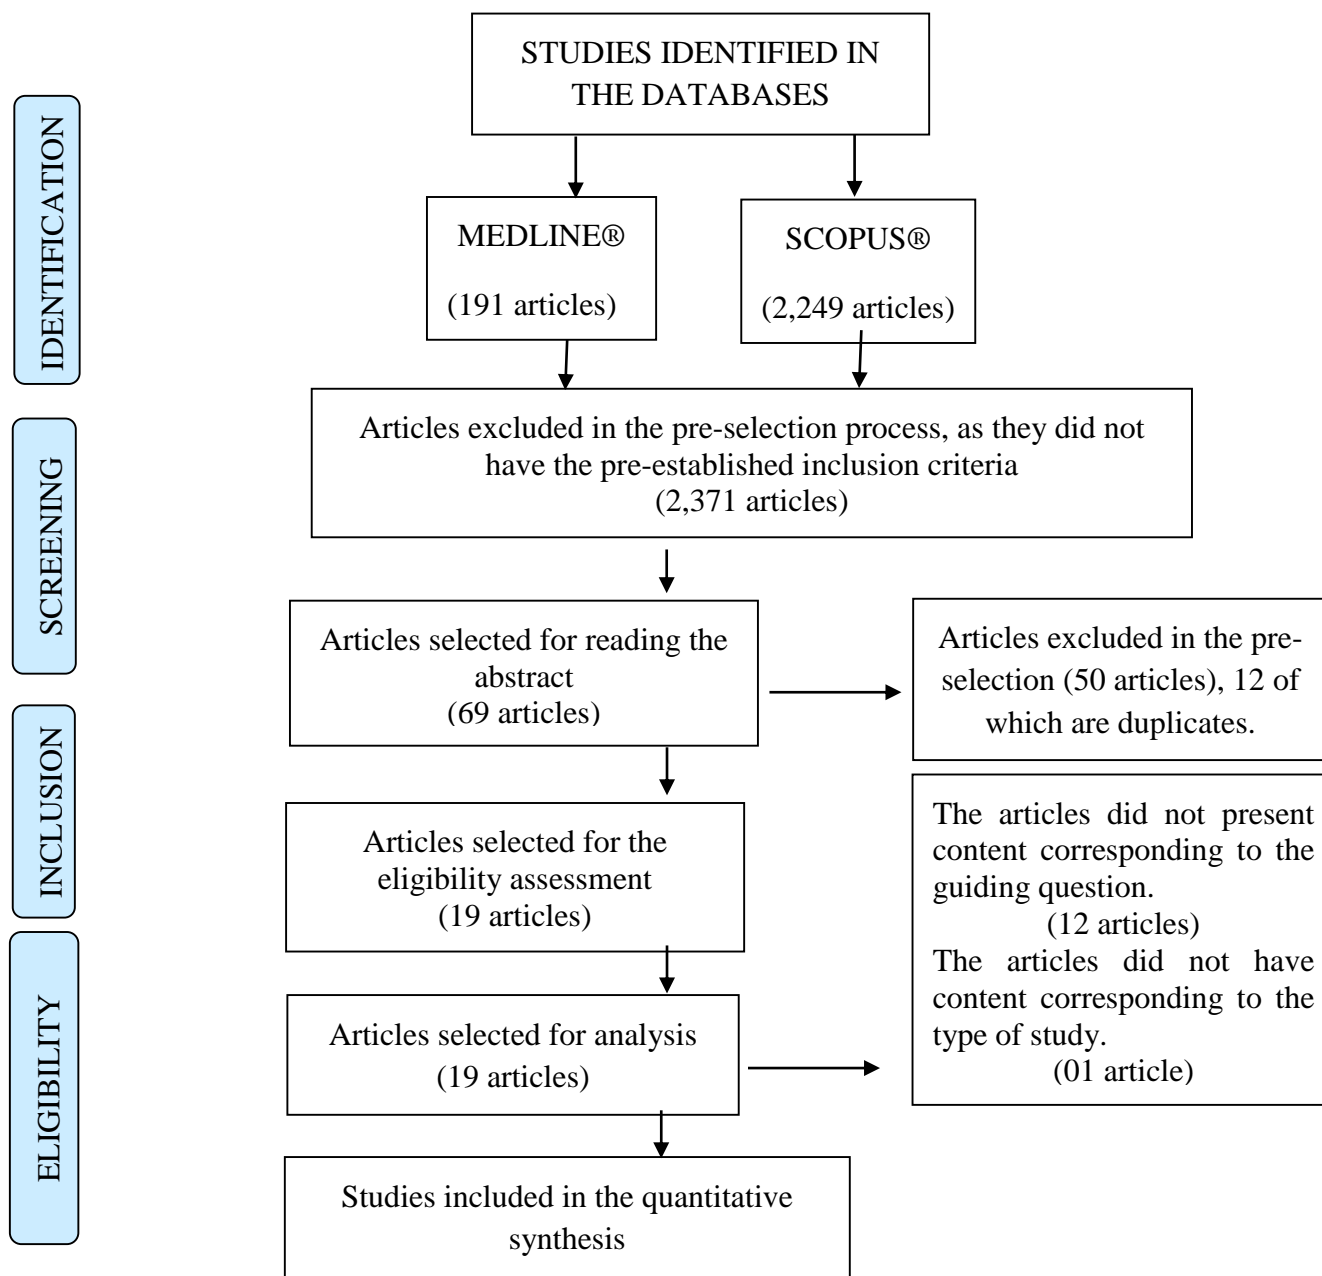 STUDIES IDENTIFIED IN
THE DATABASES
IDENTIFICATION
MEDLINE®
(191 articles)
SCOPUS®
(2,249 articles)
SCREENING
Articles excluded in the pre-selection process, as they did not
have the pre-established inclusion criteria
(2,371 articles)
Articles selected for reading the
abstract
(69 articles)
Articles excluded in the pre-
selection (50 articles), 12 of
which are duplicates.
INCLUSION
Articles selected for the
eligibility assessment
(19 articles)
The articles did not present
content corresponding to the
guiding question.
(12 articles)
The articles did not have
content corresponding to the
type of study.
(01 article)
ELIGIBILITY
Articles selected for analysis
(19 articles)
Studies included in the quantitative
synthesis